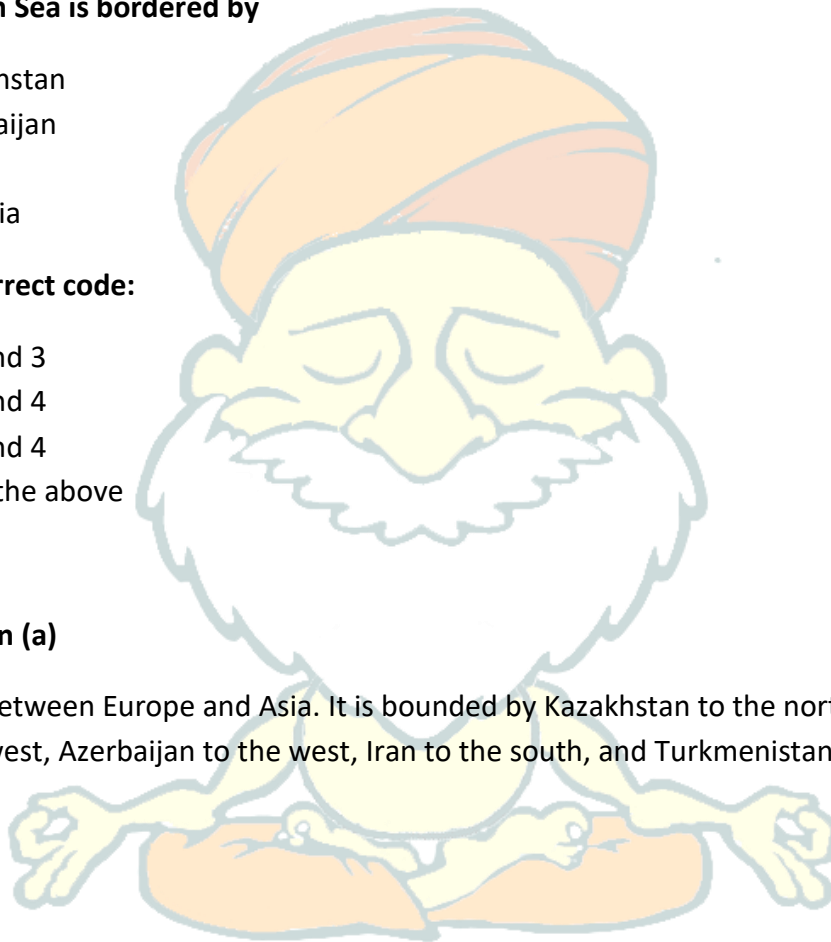 n Sea is bordered by
hstan
aijan
ia
rrect code:
nd 3
nd 4
nd 4
the above
n (a)
etween Europe and Asia. It is bounded by Kazakhstan to the nort
west, Azerbaijan to the west, Iran to the south, and Turkmenistan